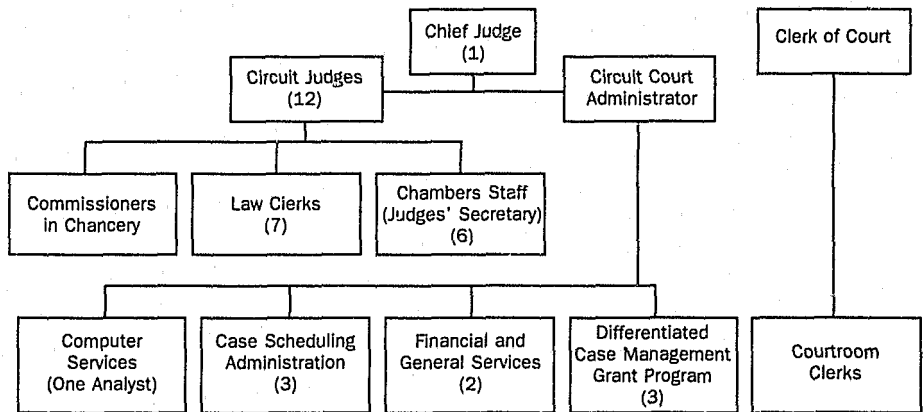 Chief Judge
(1)
Clerk of Court
Circuit Judges
(12)
Circuit Court
Administrator
Commissioners
in Chancery
Law Clerks
(7)
Chambers Staff
(Judges' Secretary)
(6)
Computer
Services
(One Analyst)
Case Scheduling
Administration
(3)
Financial and
General Services
(2)
Differentiated
Case Management
Grant Program
(3)
Courtroom
Clerks